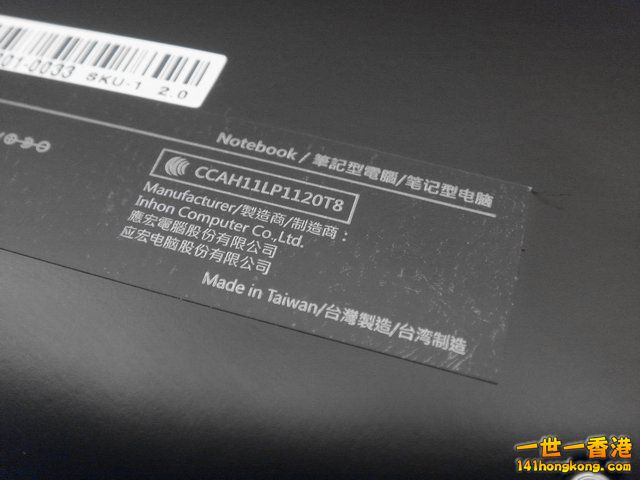 01-0033 SKU-1 2.0
Notebook / 筆記型電腦/笔记型电脑
CCAH11LP1120T8
Manufacturer/製造商/制造商：
Inhon Computer Co.,Ltd.
應宏電腦股份有限公司
应宏电脑股份有限公司
Made in Taiwan/台灣製造/台湾制造
一世一香港
141hongkong.com